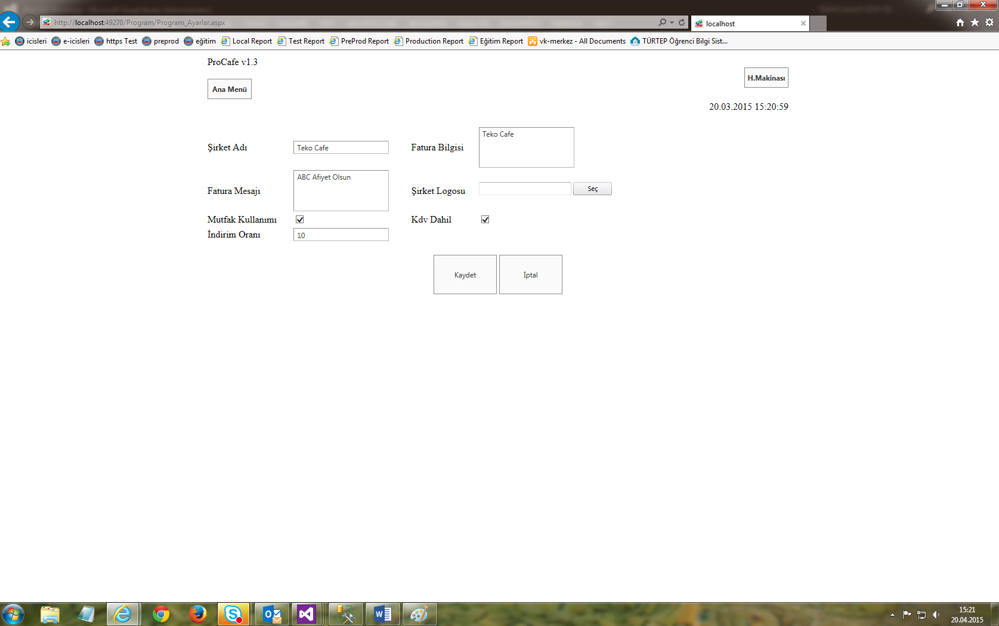 http://localhost:49270/Program/Program_Ayarlar.aspx
localhost
icisleri e-icisleri https Test preprod eğitim Local Report Test Report PreProd Report Production Report Eğitim Report vk-merkez - All Documents TÜRTEP Öğrenci Bilgi Sist...
ProCafe v1.3
H.Makinası
Ana Menü
20.03.2015 15:20:59
Şirket Adı Teko Cafe Fatura Bilgisi Teko Cafe
Fatura Mesajı ABC Afiyet Olsun Şirket Logosu Seç
Mutfak Kullanımı Kdv Dahil
İndirim Oranı 10
Kaydet İptal
15:21
20.04.2015